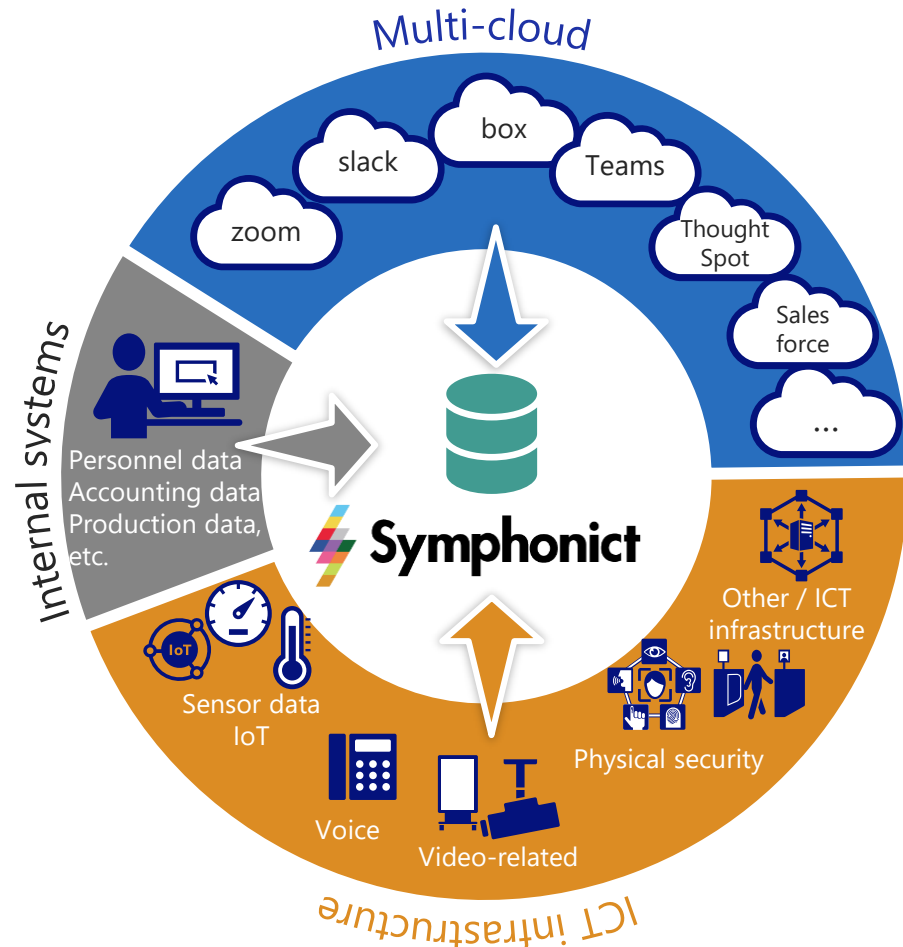 Multi-cloud
box
slack
Teams
zoom
Thought
Spot
Sales
force
...
Internal systems
Personnel data
Accounting data
Production data,
etc.
Symphonict
Other / ICT
infrastructure
IoT
Sensor data
IoT
Physical security
Voice
Video-related
ICT infrastructure